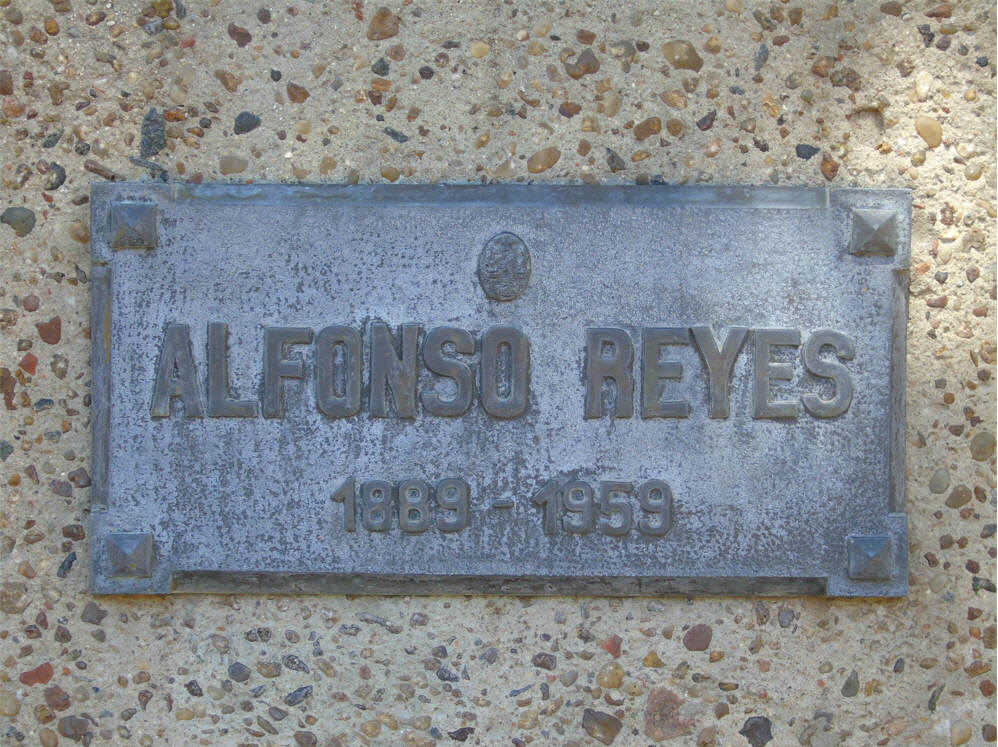 ALFONSO REYES
1889 - 1959